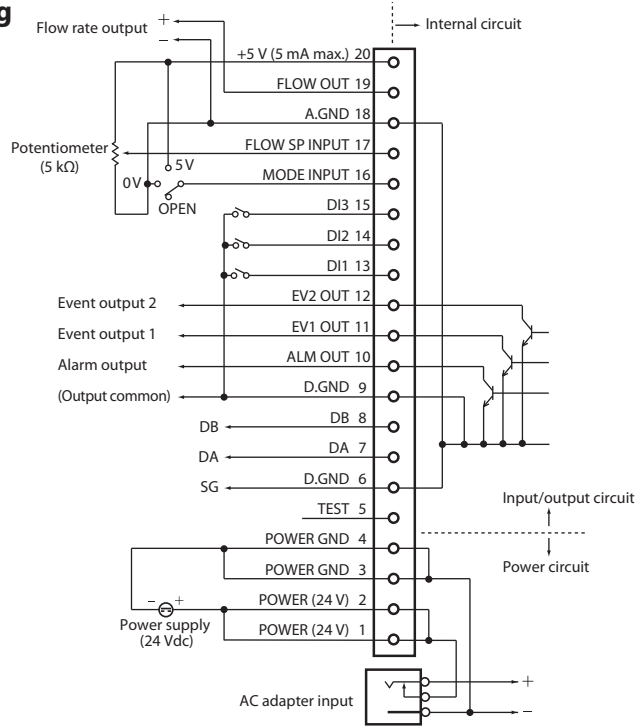 g
Flow rate output
+
−
Internal circuit
+5 V (5 mA max.) 20
FLOW OUT 19
A.GND 18
Potentiometer
(5 kΩ)
FLOW SP INPUT 17
5 V
0 V
MODE INPUT 16
OPEN
DI3 15
DI2 14
DI1 13
Event output 2
EV2 OUT 12
Event output 1
EV1 OUT 11
Alarm output
ALM OUT 10
(Output common)
D.GND 9
DB
DB 8
DA
DA 7
SG
D.GND 6
TEST 5
Input/output circuit
Power circuit
POWER GND 4
POWER GND 3
− +
POWER (24 V) 2
Power supply
(24 Vdc)
POWER (24 V) 1
AC adapter input
+
−